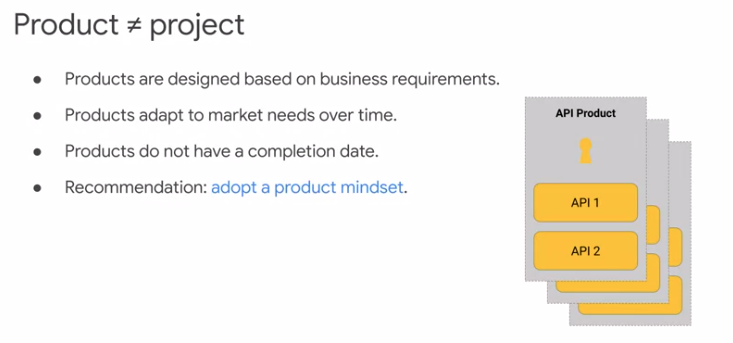 Product ≠ project
● Products are designed based on business requirements.
● Products adapt to market needs over time.
● Products do not have a completion date.
● Recommendation: adopt a product mindset.
API Product
API 1
API 2